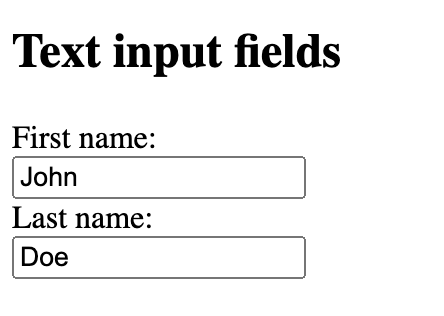 Text input fields
First name:
John
Last name:
Doe